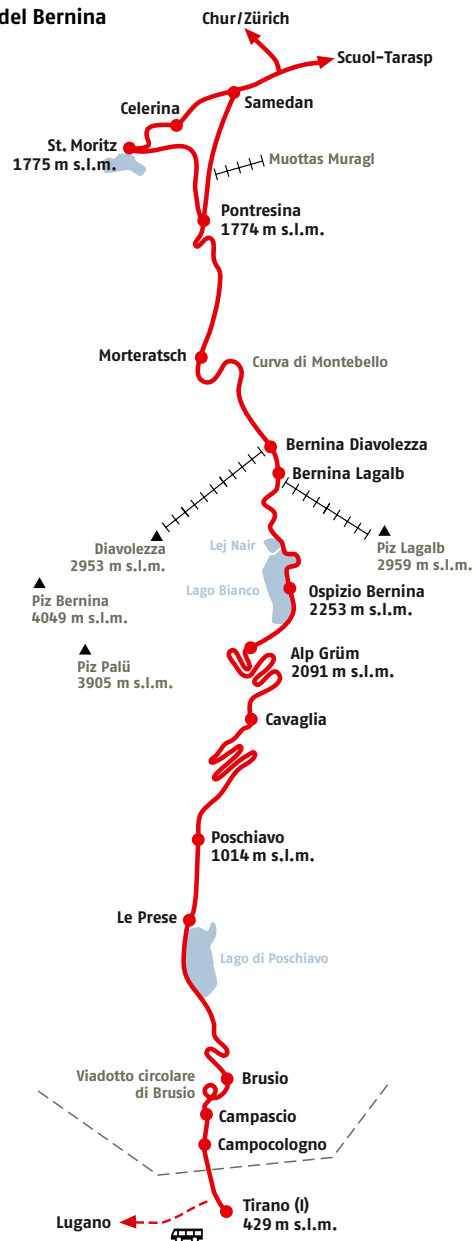 del Bernina
Chur/Zürich
Scuol-Tarasp
Samedan
Celerina
St. Moritz
1775 m s.l.m.
Muottas Muragl
Pontresina
1774 m s.l.m.
Morteratsch
Curva di Montebello
Bernina Diavolezza
Bernina Lagalb
Diavolezza
2953 m s.l.m.
Lej Nair
Piz Lagalb
2959 m s.l.m.
Piz Bernina
4049 m s.l.m.
Lago Bianco
Ospizio Bernina
2253 m s.l.m.
Piz Palü
3905 m s.l.m.
Alp Grüm
2091 m s.l.m.
Cavaglia
Poschiavo
1014 m s.l.m.
Le Prese
Lago di Poschiavo
Viadotto circolare
di Brusio
Brusio
Campascio
Campocologno
Tirano (I)
429 m s.l.m.
Lugano